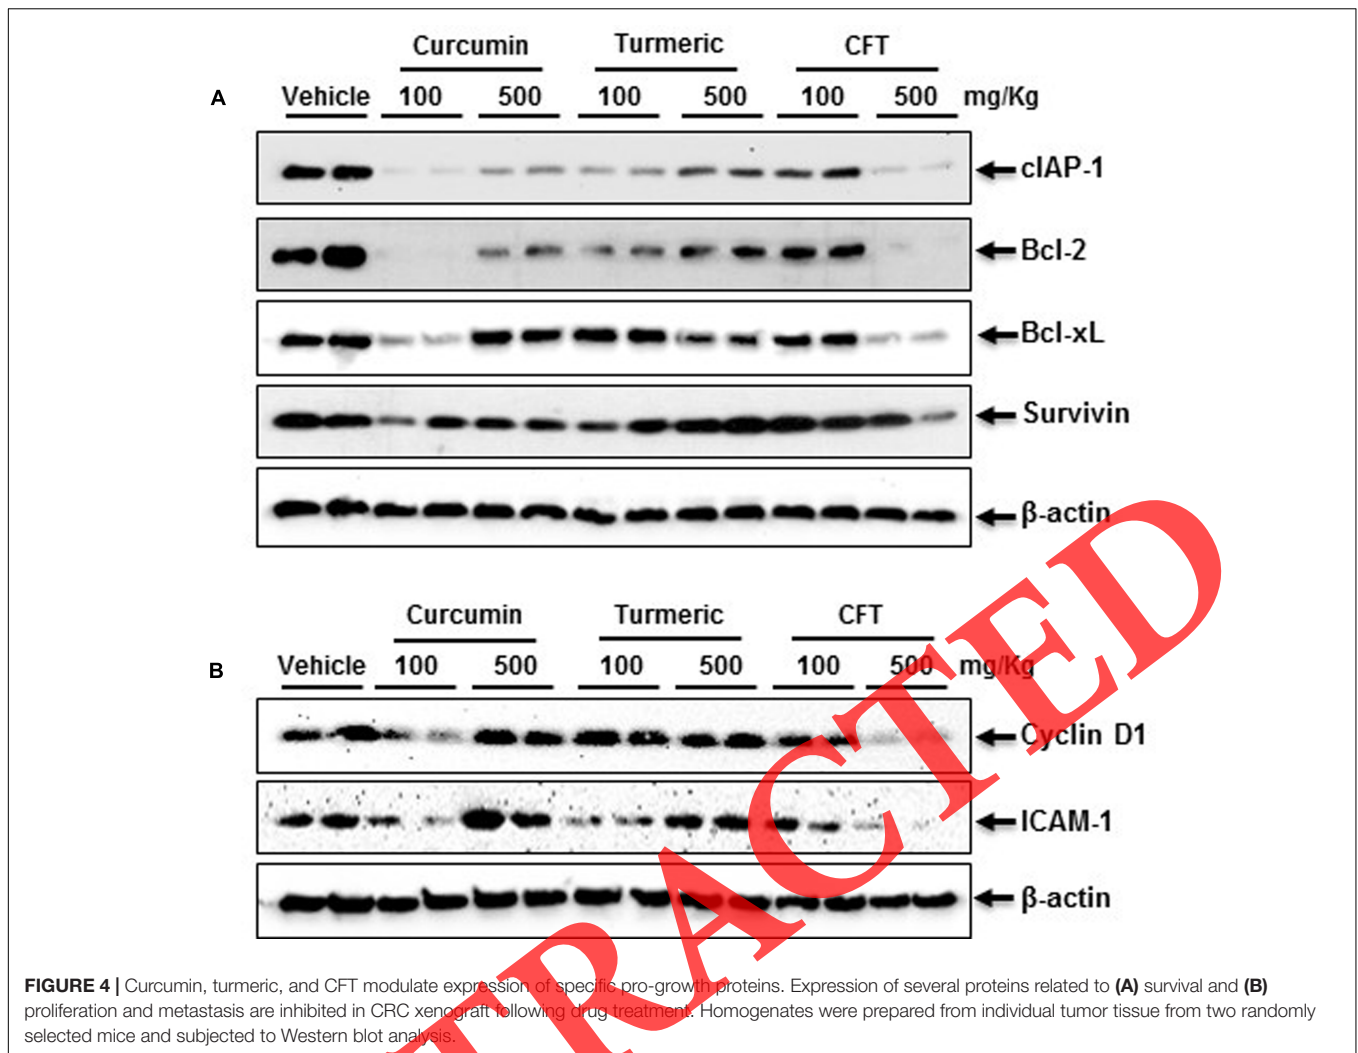 Curcumin Turmeric CFT
A Vehicle 100 500 100 500 100 500 mg/Kg
cIAP-1
Bcl-2
Bcl-xL
Survivin
β-actin
Curcumin Turmeric CFT
B Vehicle 100 500 100 500 100 500 mg/Kg
Cyclin D1
ICAM-1
β-actin
RACTED
FIGURE 4 | Curcumin, turmeric, and CFT modulate expression of specific pro-growth proteins. Expression of several proteins related to (A) survival and (B)
proliferation and metastasis are inhibited in CRC xenograft following drug treatment. Homogenates were prepared from individual tumor tissue from two randomly
selected mice and subjected to Western blot analysis.